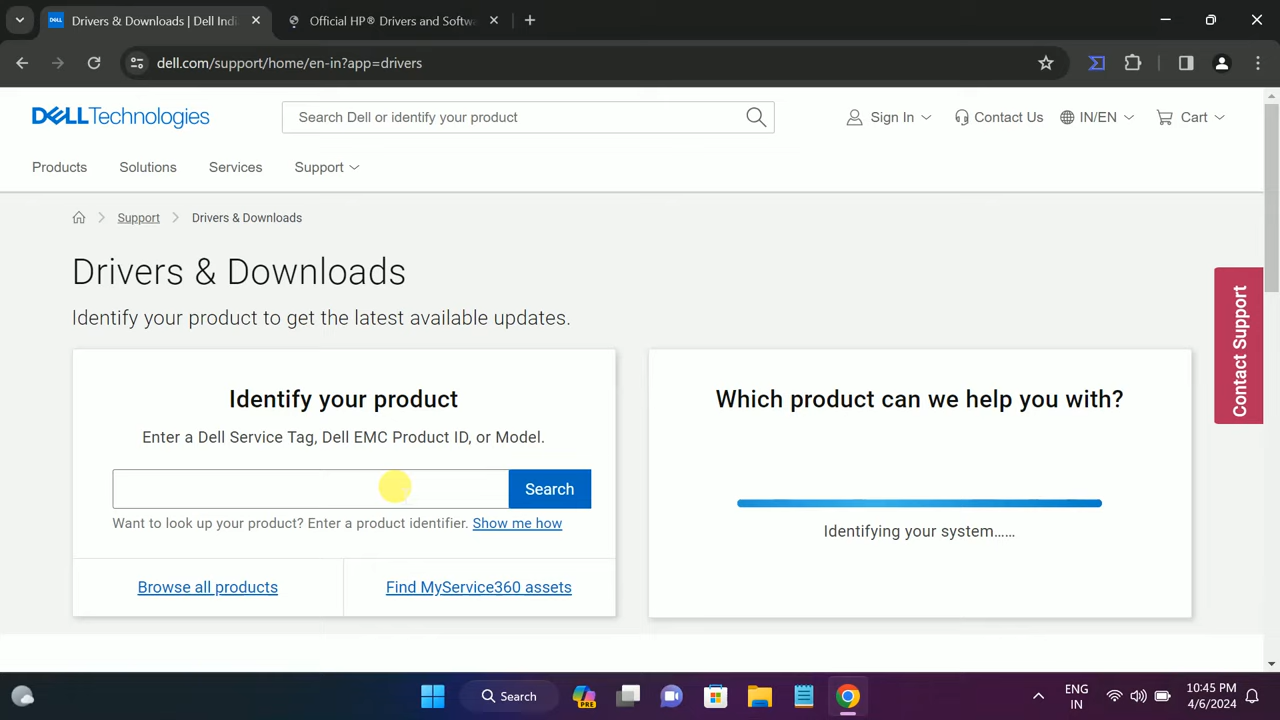 Drivers & Downloads | Dell Indi
Official HP® Drivers and Softwa
dell.com/support/home/en-in?app=drivers
DELLTechnologies
Search Dell or identify your product
Sign In
Contact Us
IN/EN
Cart
Products
Solutions
Services
Support
Support
Drivers & Downloads
Drivers & Downloads
Identify your product to get the latest available updates.
Contact Support
Identify your product
Enter a Dell Service Tag, Dell EMC Product ID, or Model.
Search
Want to look up your product? Enter a product identifier. Show me how
Browse all products
Find MyService360 assets
Which product can we help you with?
Identifying your system......
Search
PRE
ENG
IN
10:45 PM
4/6/2024